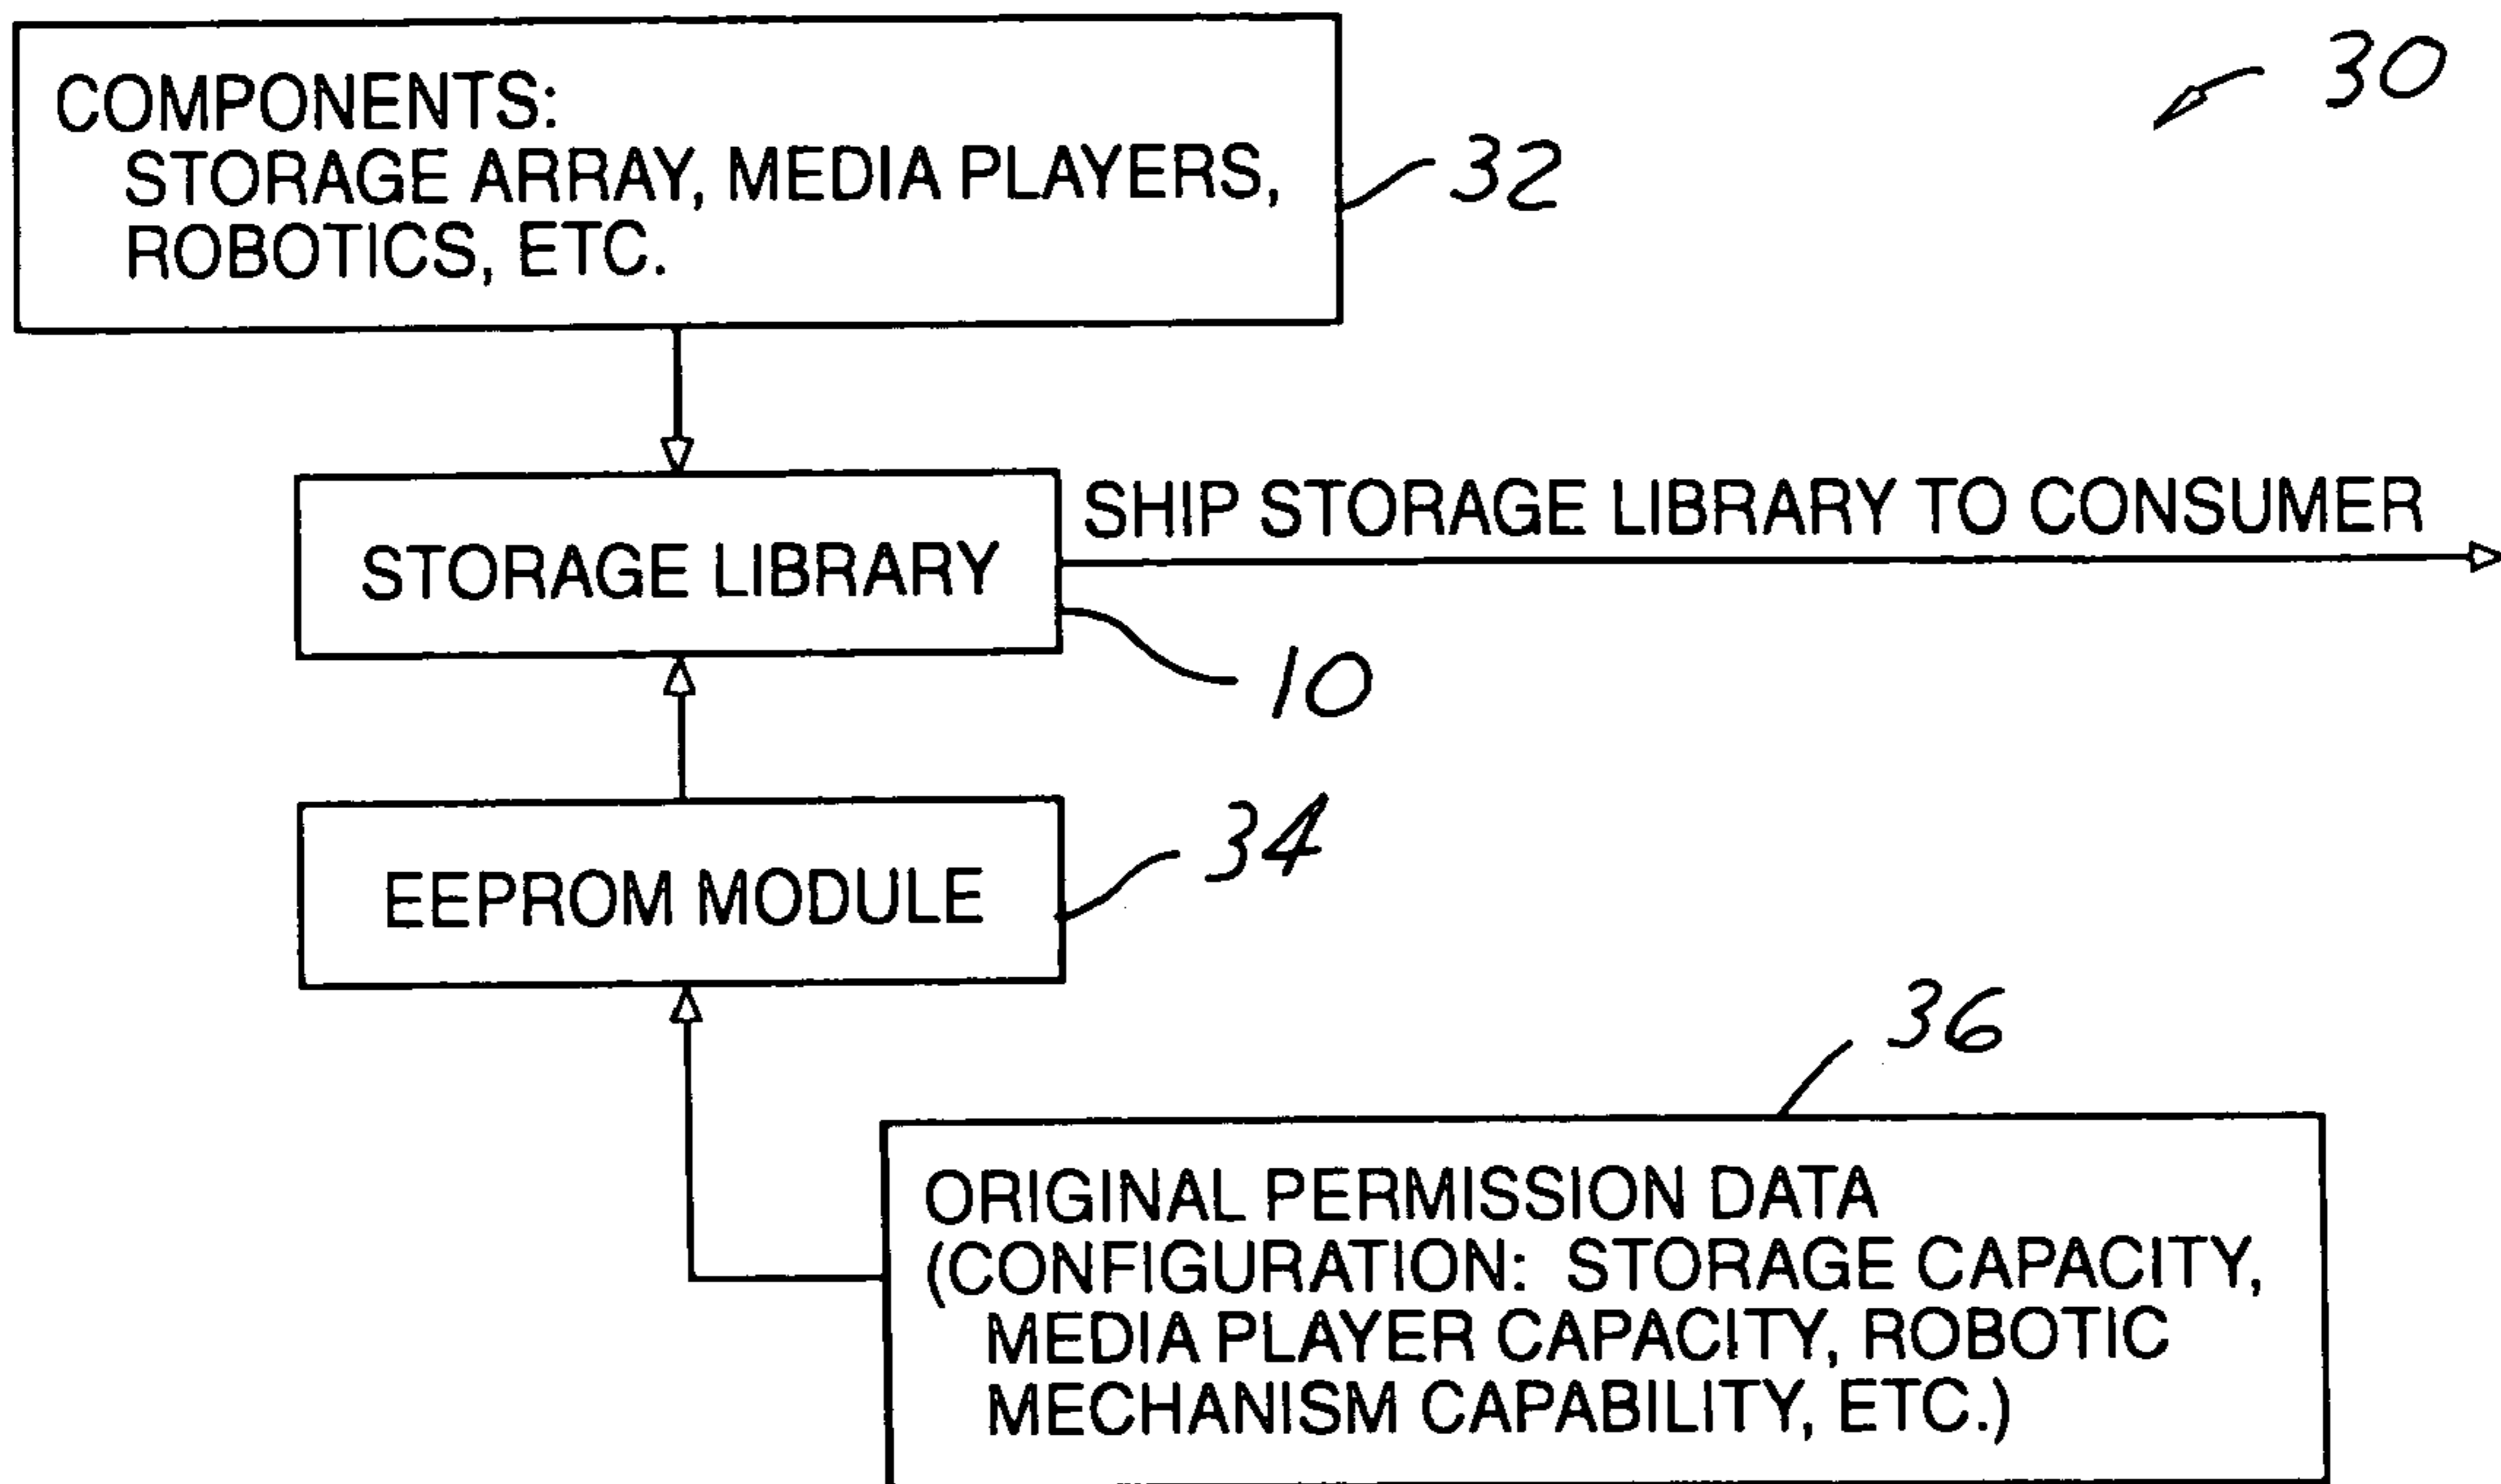 COMPONENTS:
STORAGE ARRAY, MEDIA PLAYERS,
ROBOTICS, ETC.
30
32
SHIP STORAGE LIBRARY TO CONSUMER
STORAGE LIBRARY
10
EEPROM MODULE
34
36
ORIGINAL PERMISSION DATA
(CONFIGURATION: STORAGE CAPACITY,
MEDIA PLAYER CAPACITY, ROBOTIC
MECHANISM CAPABILITY, ETC.)